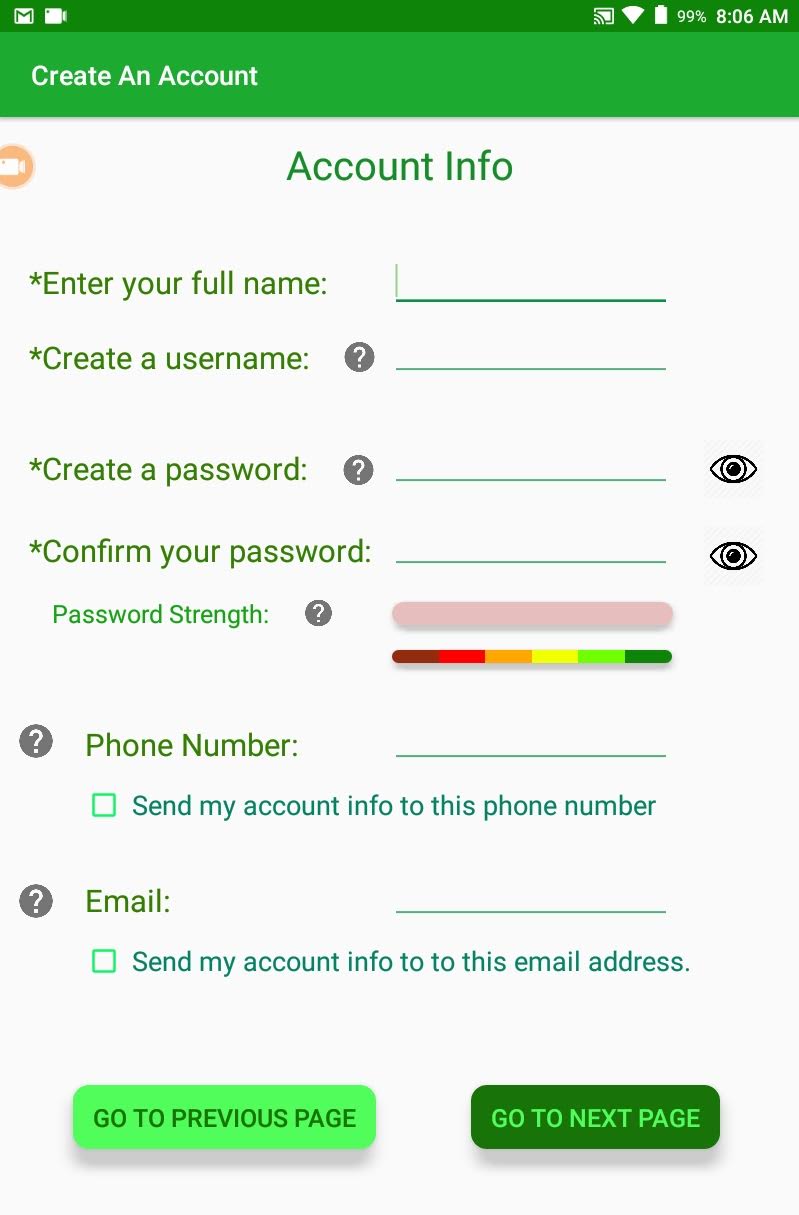 99% 8:06 AM
Create An Account
Account Info
*Enter your full name:
*Create a username: ?
*Create a password: ?
*Confirm your password:
Password Strength: ?
? Phone Number:
Send my account info to this phone number
? Email:
Send my account info to to this email address.
GO TO PREVIOUS PAGE GO TO NEXT PAGE